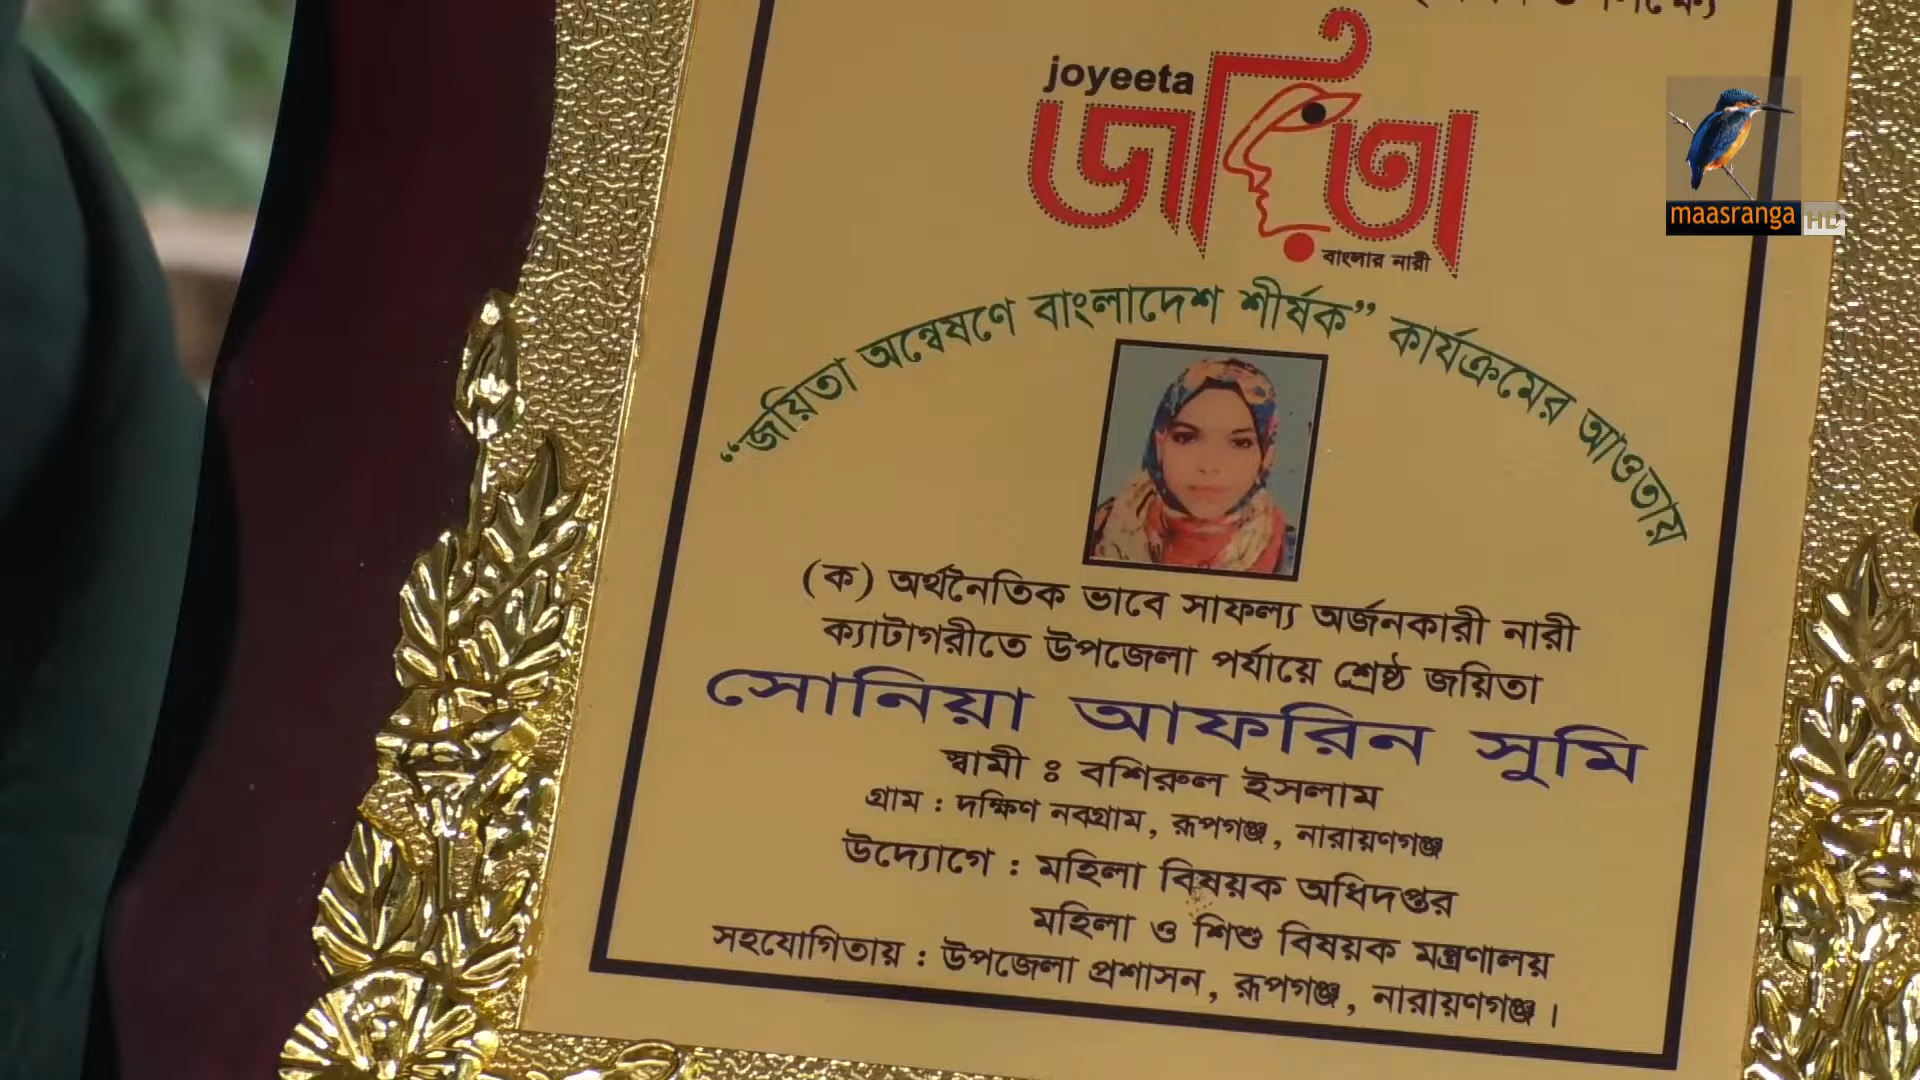 joyeeta
জয়িতা
বাংলার নারী
maasranga HD
“জয়িতা অন্বেষণে বাংলাদেশ শীর্ষক” কার্যক্রমের আওতায়
(ক) অর্থনৈতিক ভাবে সাফল্য অর্জনকারী নারী
ক্যাটাগরীতে উপজেলা পর্যায়ে শ্রেষ্ঠ জয়িতা
সোনিয়া আফরিন সুমি
স্বামী ঃ বশিরুল ইসলাম
গ্রাম : দক্ষিণ নবগ্রাম, রূপগঞ্জ, নারায়ণগঞ্জ
উদ্যোগে : মহিলা বিষয়ক অধিদপ্তর
মহিলা ও শিশু বিষয়ক মন্ত্রণালয়
সহযোগিতায় : উপজেলা প্রশাসন, রূপগঞ্জ, নারায়ণগঞ্জ।